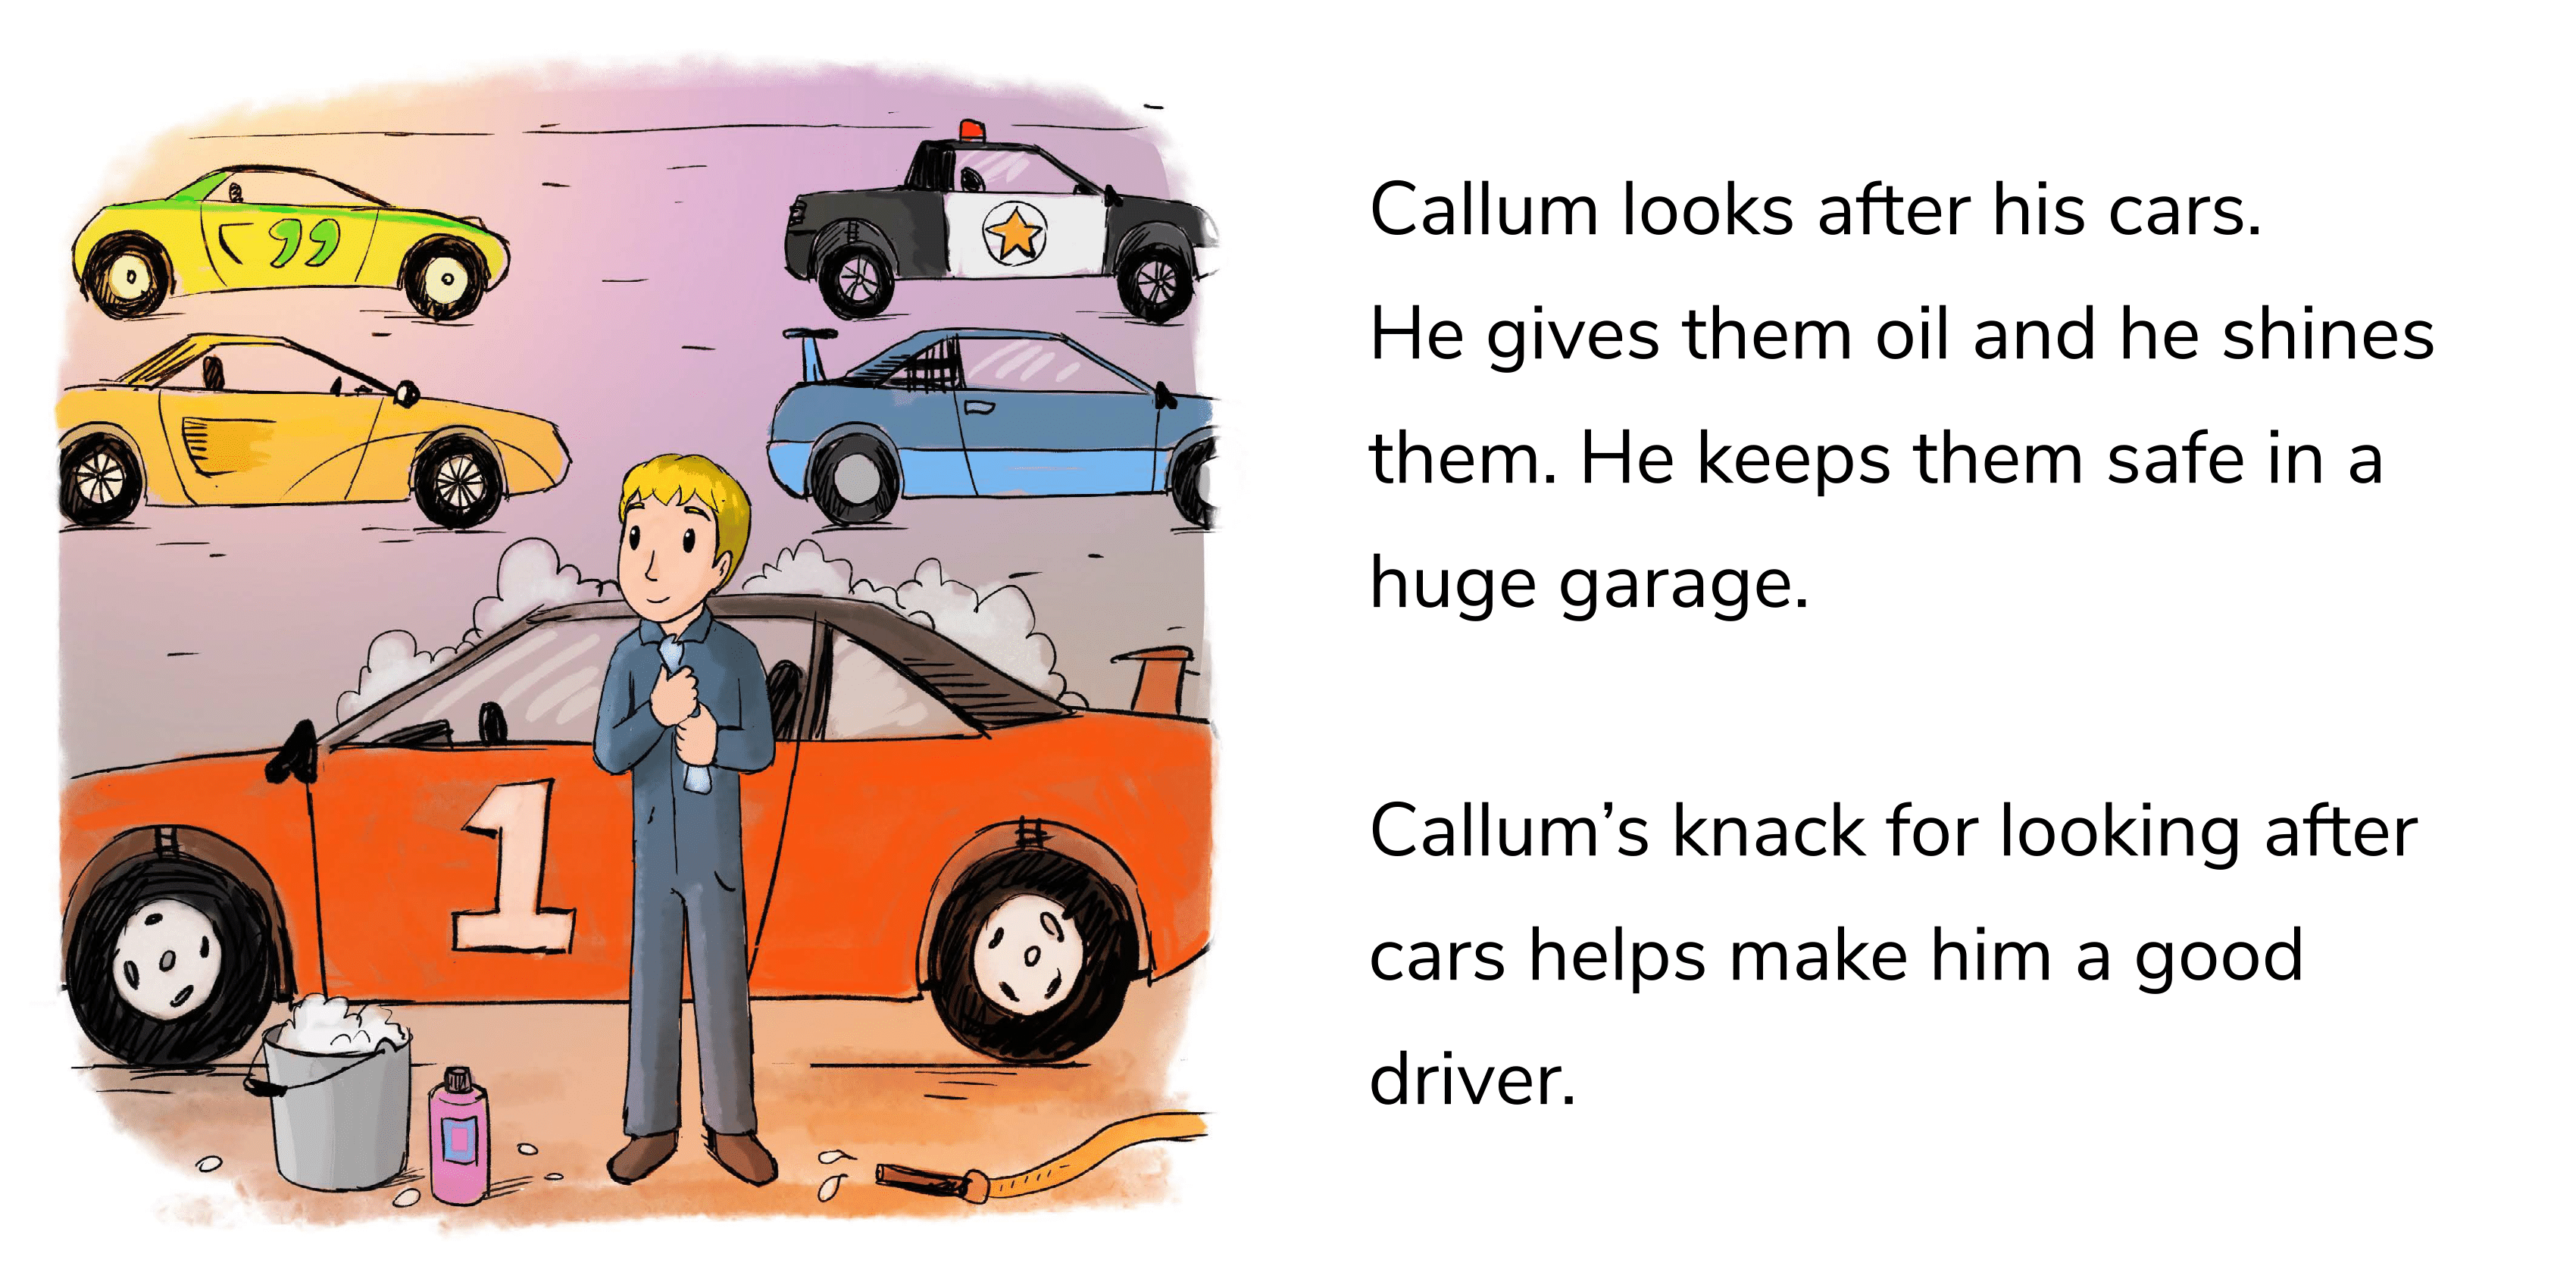 Callum looks after his cars.
He gives them oil and he shines
them. He keeps them safe in a
huge garage.
Callum’s knack for looking after
cars helps make him a good
driver.
1